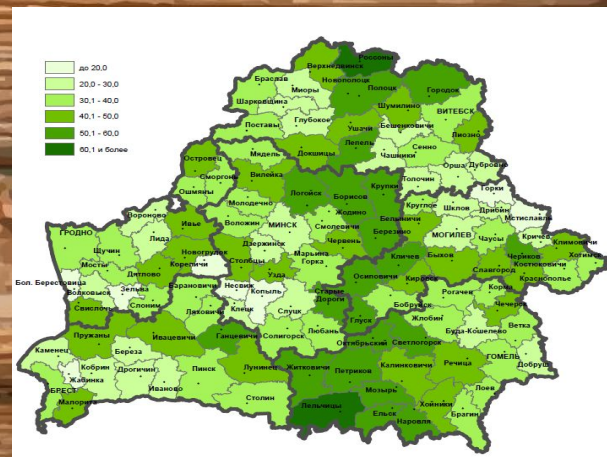 до 20,0
20,0 - 30,0
30,1 - 40,0
40,1 - 50,0
50,1 - 60,0
60,1 и более
Россоны
Верхнедвинск
Новополоцк
Браслав
Миоры
Полоцк
Городок
Шарковщина
Шумилино
ВИТЕБСК
Глубокое
Бешенковичи
Поставы
Ушачи
Лиозно
Лепель
Сенно
Докшицы
Чашники
Орша
Дубровно
Островец
Мядель
Толочин
Сморгонь
Вилейка
Крупки
Горки
Ошмяны
Логойск
Борисов
Круглое
Шклов
Дрибин
Мстиславль
Молодечно
Вороново
Жодино
Белыничи
Ивье
Воложин
Смолевичи
МОГИЛЕВ
Кричев
ГРОДНО
Лида
МИНСК
Березино
Чаусы
Климовичи
Щучин
Дзержинск
Червень
Быхов
Чериков
Хотимск
Мосты
Новогрудок
Марьина
Горка
Кличев
Славгород
Костюковичи
Дятлово
Кореличи
Столбцы
Узда
Осиповичи
Кировск
Краснополье
Бол. Берестовица
Волковыск
Зельва
Барановичи
Несвиж
Копыль
Старые
Дороги
Рогачев
Корма
Свислочь
Слоним
Ляховичи
Клецк
Слуцк
Бобруйск
Чечерск
Глуск
Жлобин
Пружаны
Ивацевичи
Солигорск
Любань
Буда-Кошелево
Ветка
Ганцевичи
Октябрьский
Светлогорск
Каменец
Береза
ГОМЕЛЬ
Кобрин
Дрогичин
Пинск
Лунинец
Житковичи
Петриков
Калинковичи
Речица
Добруш
Жабинка
БРЕСТ
Иваново
Мозырь
Лоев
Малорита
Столин
Лельчицы
Ельск
Хойники
Наровля
Брагин